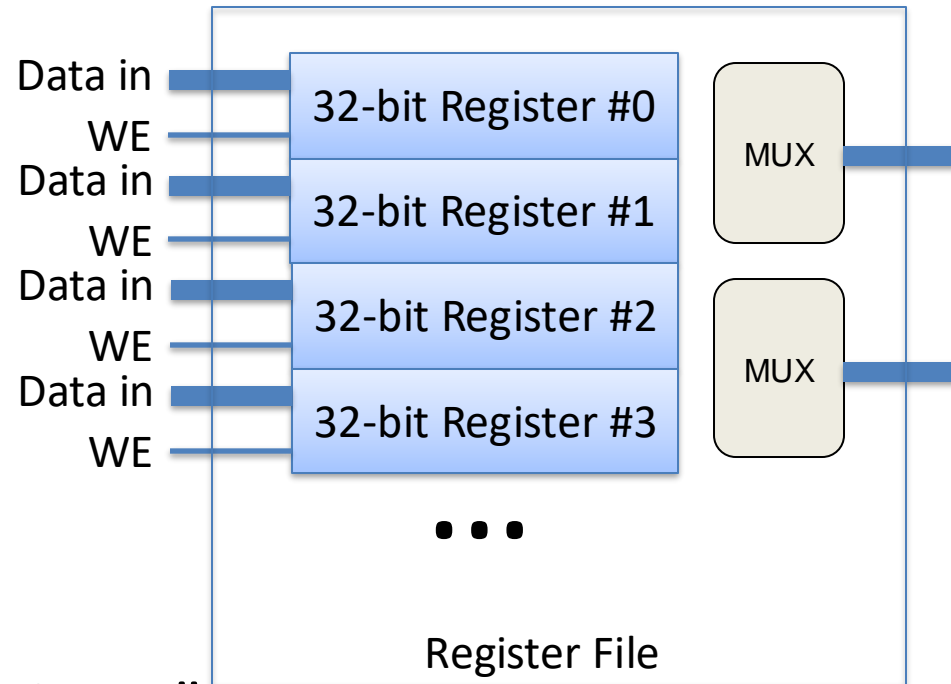 Data in
32-bit Register #0
MUX
WE
Data in
32-bit Register #1
WE
Data in
32-bit Register #2
MUX
WE
Data in
32-bit Register #3
WE
...
Register File